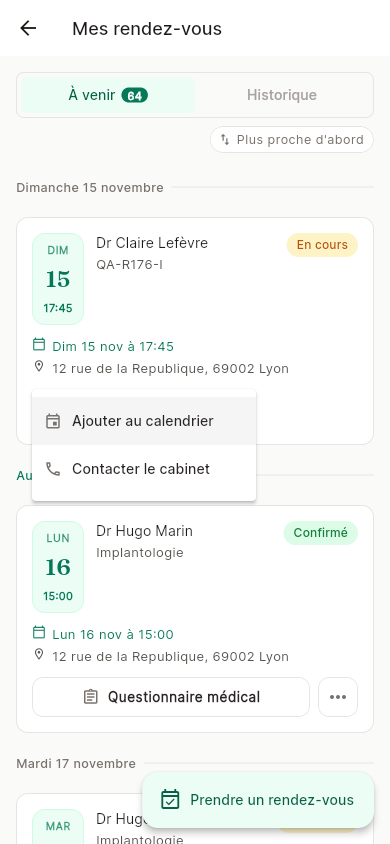 Mes rendez-vous
À venir 64
Historique
Plus proche d'abord
Dimanche 15 novembre
DIM
15
17:45
Dr Claire Lefèvre
QA-R176-I
En cours
Dim 15 nov à 17:45
12 rue de la Republique, 69002 Lyon
Ajouter au calendrier
Contacter le cabinet
Au
LUN
16
15:00
Dr Hugo Marin
Implantologie
Confirmé
Lun 16 nov à 15:00
12 rue de la Republique, 69002 Lyon
Questionnaire médical
Mardi 17 novembre
MAR
Dr Hugo
Implantologie
Prendre un rendez-vous